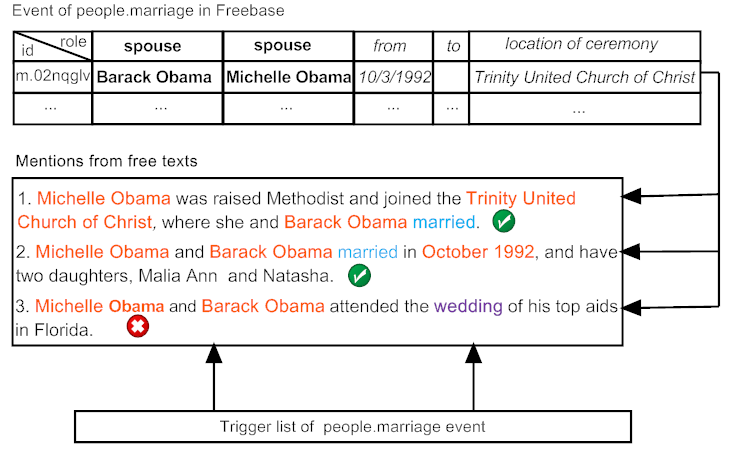 Event of people.marriage in Freebase
id role spouse spouse from to location of ceremony
m.02nqglv Barack Obama Michelle Obama 10/3/1992 Trinity United Church of Christ
... ... ... ... ... ...
Mentions from free texts
1. Michelle Obama was raised Methodist and joined the Trinity United
Church of Christ, where she and Barack Obama married.
2. Michelle Obama and Barack Obama married in October 1992, and have
two daughters, Malia Ann and Natasha.
3. Michelle Obama and Barack Obama attended the wedding of his top aids
in Florida.
Trigger list of people.marriage event